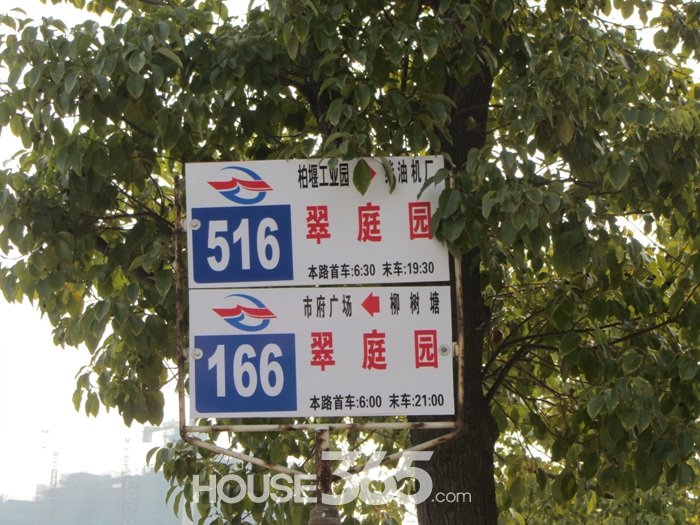 柏堰工业园 油机厂
516 翠庭园
本路首车:6:30 末车:19:30
市府广场 柳树塘
166 翠庭园
本路首车:6:00 末车:21:00
HOUSE365.com